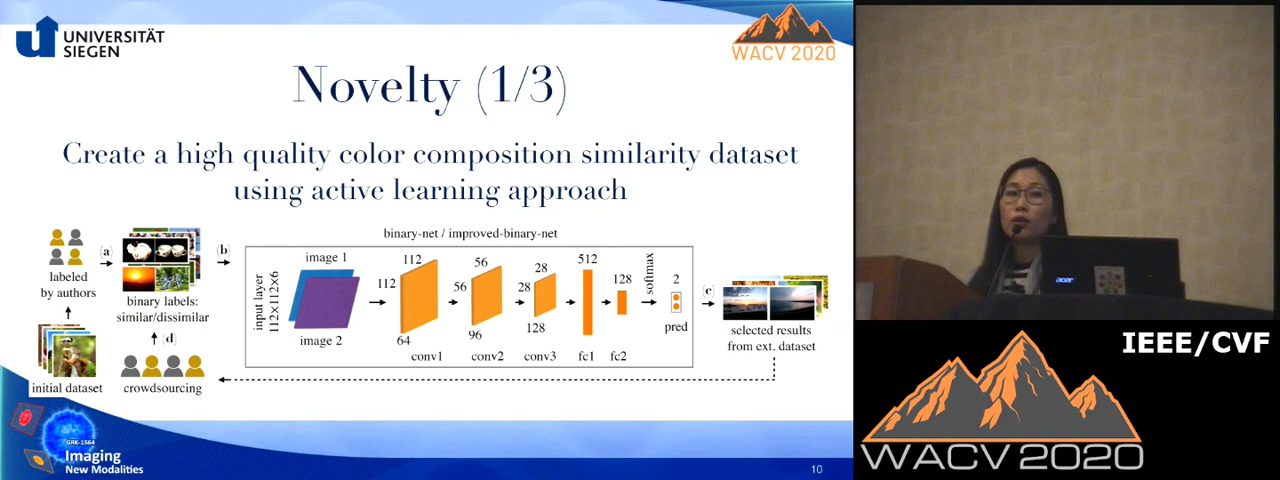 UNIVERSITÄT
SIEGEN
WACV 2020
Novelty (1/3)
Create a high quality color composition similarity dataset
using active learning approach
labeled
by authors
initial dataset
(a)
binary labels:
similar/dissimilar
(d)
crowdsourcing
(b)
binary-net / improved-binary-net
input layer
112×112×6
image 1
image 2
112
112
64
conv1
56
56
96
conv2
28
28
128
conv3
512
fc1
128
fc2
softmax
2
pred
(c)
selected results
from ext. dataset
GRK-1564
Imaging
New Modalities
10
acer
IEEE/CVF
WACV 2020